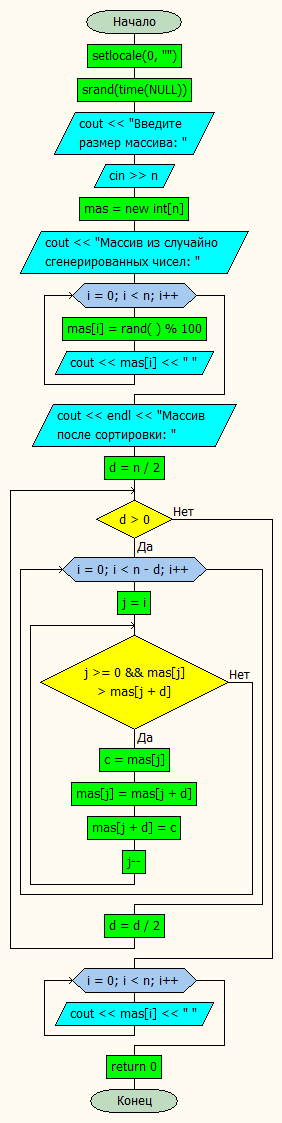 Начало
setlocale(0, "")
srand(time(NULL))
cout << "Введите
размер массива: "
cin >> n
mas = new int[n]
cout << "Массив из случайно
сгенерированных чисел: "
i = 0; i < n; i++
mas[i] = rand( ) % 100
cout << mas[i] << " "
cout << endl << "Массив
после сортировки: "
d = n / 2
d > 0
Нет
Да
i = 0; i < n - d; i++
j = i
j >= 0 && mas[j]
> mas[j + d]
Нет
Да
c = mas[j]
mas[j] = mas[j + d]
mas[j + d] = c
j--
d = d / 2
i = 0; i < n; i++
cout << mas[i] << " "
return 0
Конец